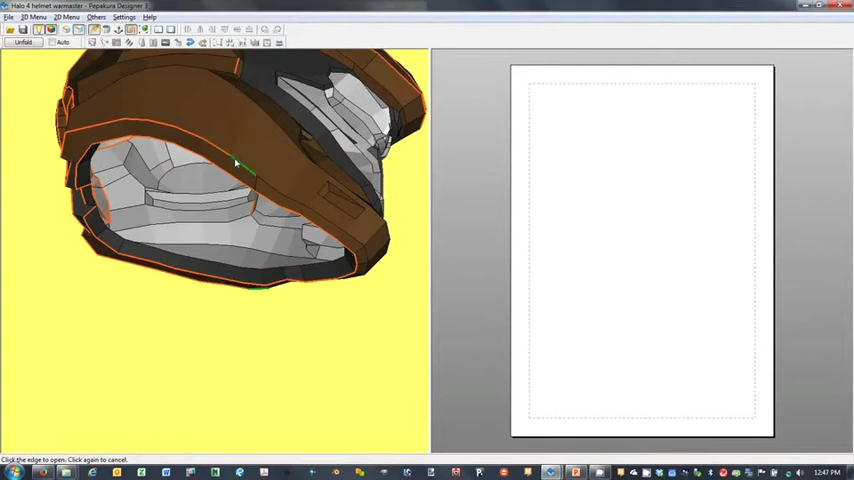 Halo 4 helmet warmaster - Pepakura Designer 3
File 3D Menu 2D Menu Others Settings Help
Unfold Auto
Click the edge to open. Click again to cancel.
12:47 PM